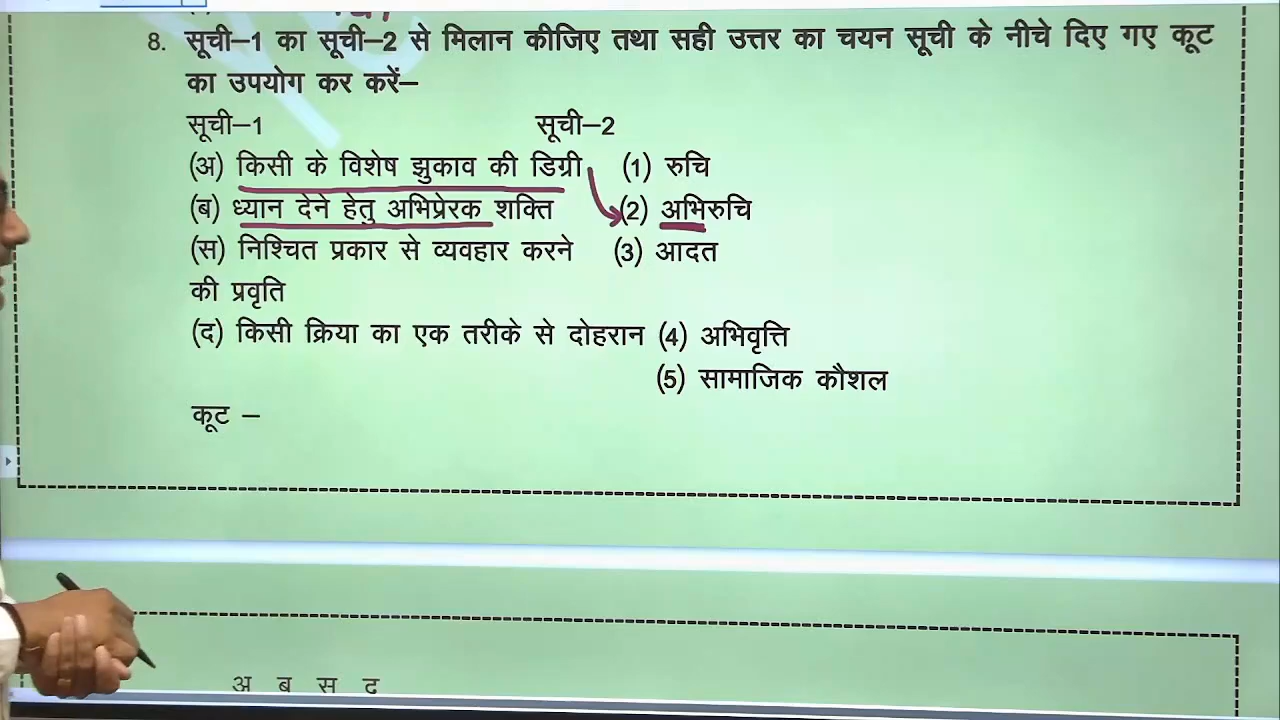 8. सूची–1 का सूची–2 से मिलान कीजिए तथा सही उत्तर का चयन सूची के नीचे दिए गए कूट
का उपयोग कर करें–
सूची–1 सूची–2
(अ) किसी के विशेष झुकाव की डिग्री (1) रुचि
(ब) ध्यान देने हेतु अभिप्रेरक शक्ति (2) अभिरुचि
(स) निश्चित प्रकार से व्यवहार करने (3) आदत
की प्रवृति
(द) किसी क्रिया का एक तरीके से दोहरान (4) अभिवृत्ति
(5) सामाजिक कौशल
कूट –
अ ब स द